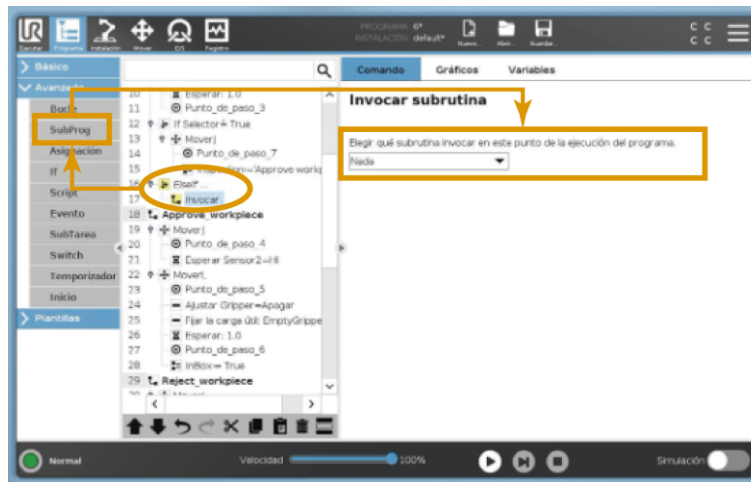 UR
Ejecutar Programa Instalación Mover E/S Registro
PROGRAMA 6*
INSTALACIÓN default*
Nuevo... Abrir... Guardar...
C C
C C
Básico
Avanzado
Bucle
SubProg
Asignación
If
Script
Evento
SubTarea
Switch
Temporizador
Inicio
Plantillas
10 Esperar: 1.0
11 Punto_de_paso_3
12 If Selector≟True
13 MoverJ
14 Punto_de_paso_7
15 Inspection≔'Approve workp
16 ElseIf ...
17 Invocar
18 Approve_workpiece
19 MoverJ
20 Punto_de_paso_4
21 Esperar Sensor2=HI
22 MoverL
23 Punto_de_paso_5
24 Ajustar Gripper=Apagar
25 Fijar la carga útil: EmptyGrippe
26 Esperar: 1.0
27 Punto_de_paso_6
28 InBox≔ True
29 Reject_workpiece
Comando Gráficos Variables
Invocar subrutina
Elegir qué subrutina invocar en este punto de la ejecución del programa.
Nada
Normal
Velocidad 100%
Simulación